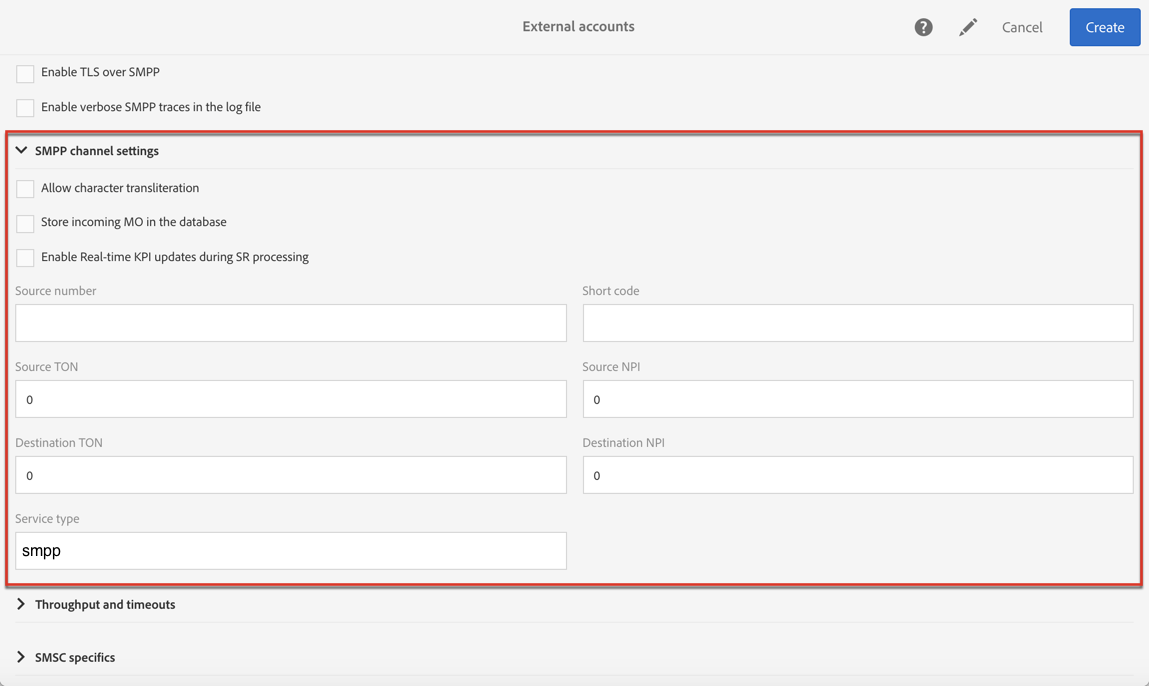 External accounts
?
Cancel
Create
Enable TLS over SMPP
Enable verbose SMPP traces in the log file
SMPP channel settings
Allow character transliteration
Store incoming MO in the database
Enable Real-time KPI updates during SR processing
Source number
Short code
Source TON
Source NPI
0
0
Destination TON
Destination NPI
0
0
Service type
smpp
Throughput and timeouts
SMSC specifics